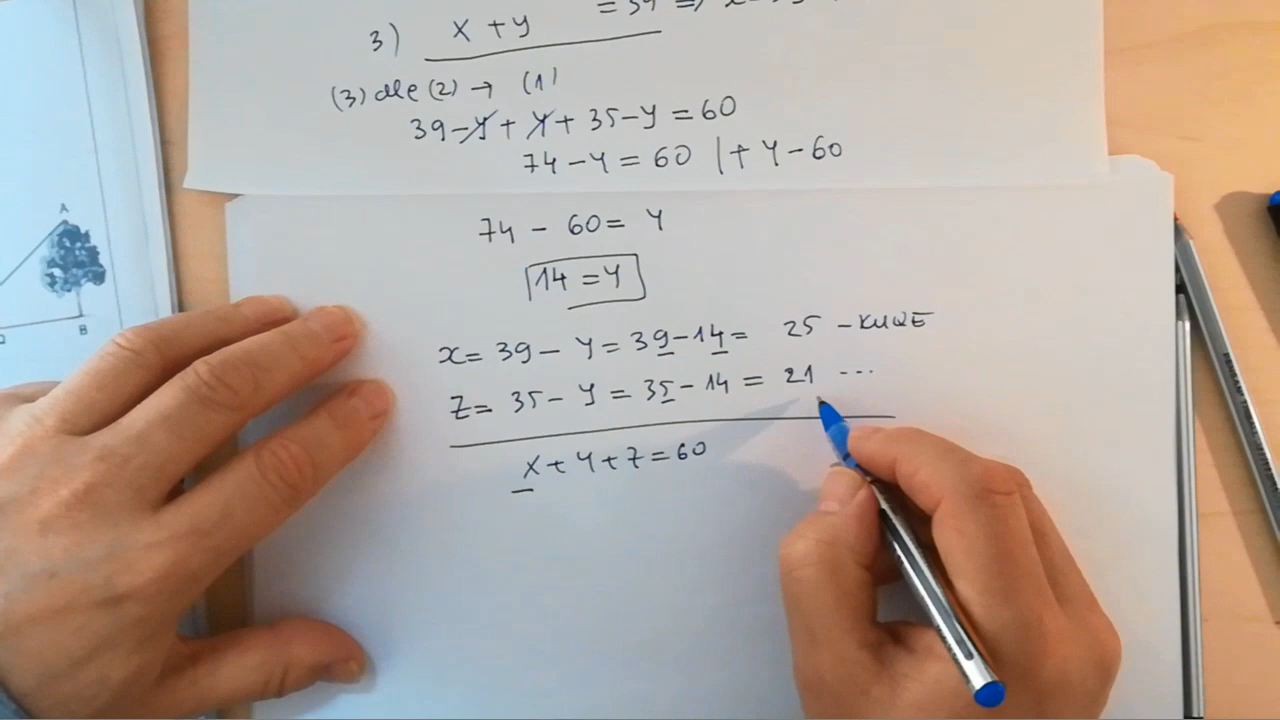 3) x + y = 39 =>
(3) dhe (2) → (1)
39 - y + y + 35 - y = 60
74 - y = 60 | + y - 60
74 - 60 = y
14 = y
x = 39 - y = 39 - 14 = 25 - KUQE
z = 35 - y = 35 - 14 = 21 ...
x + y + z = 60
A
B